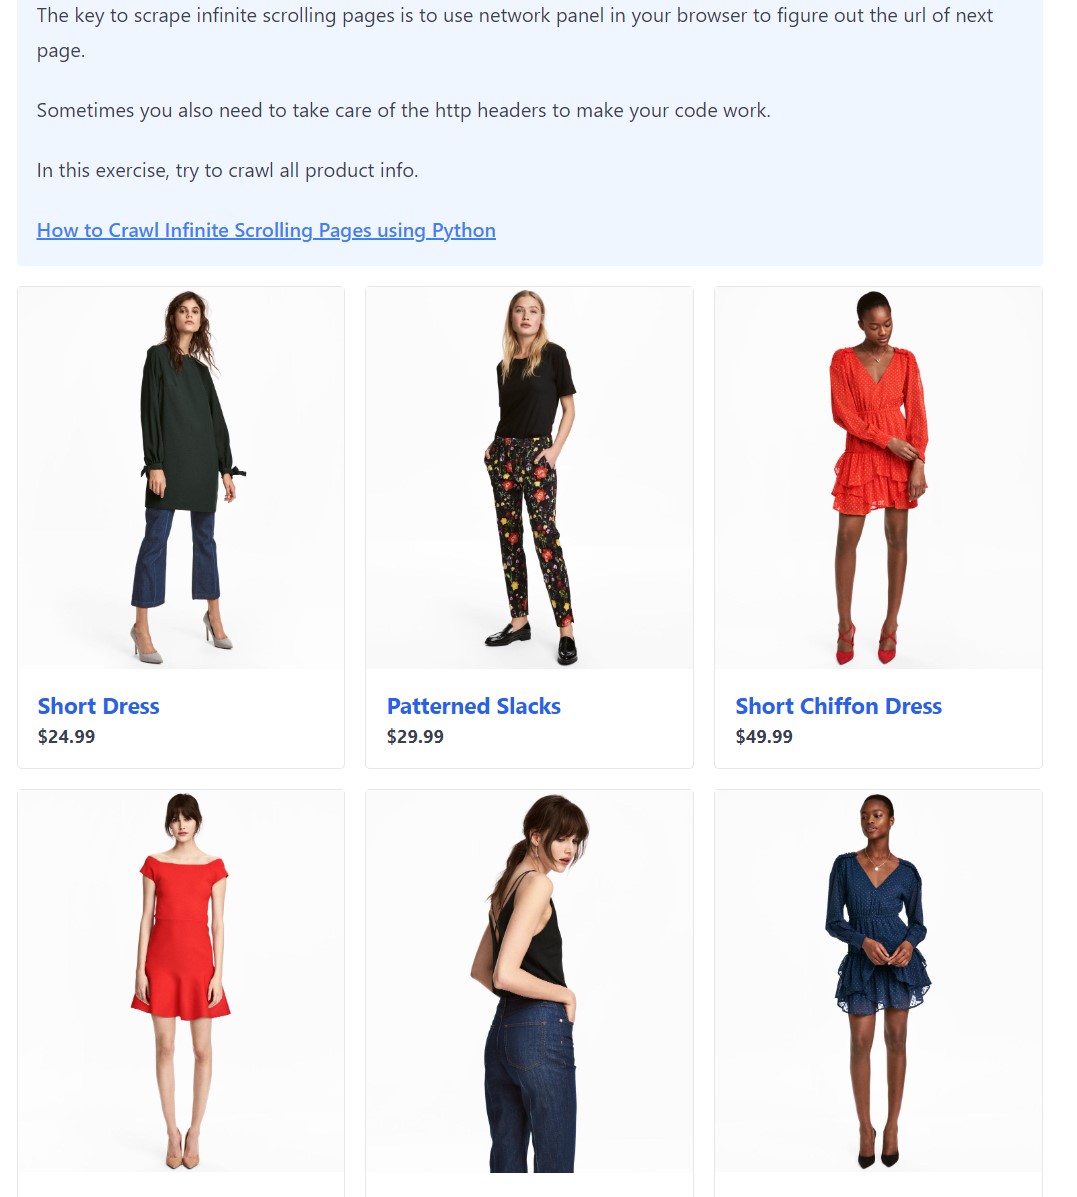 The key to scrape infinite scrolling pages is to use network panel in your browser to figure out the url of next
page.
Sometimes you also need to take care of the http headers to make your code work.
In this exercise, try to crawl all product info.
How to Crawl Infinite Scrolling Pages using Python
Short Dress
$24.99
Patterned Slacks
$29.99
Short Chiffon Dress
$49.99